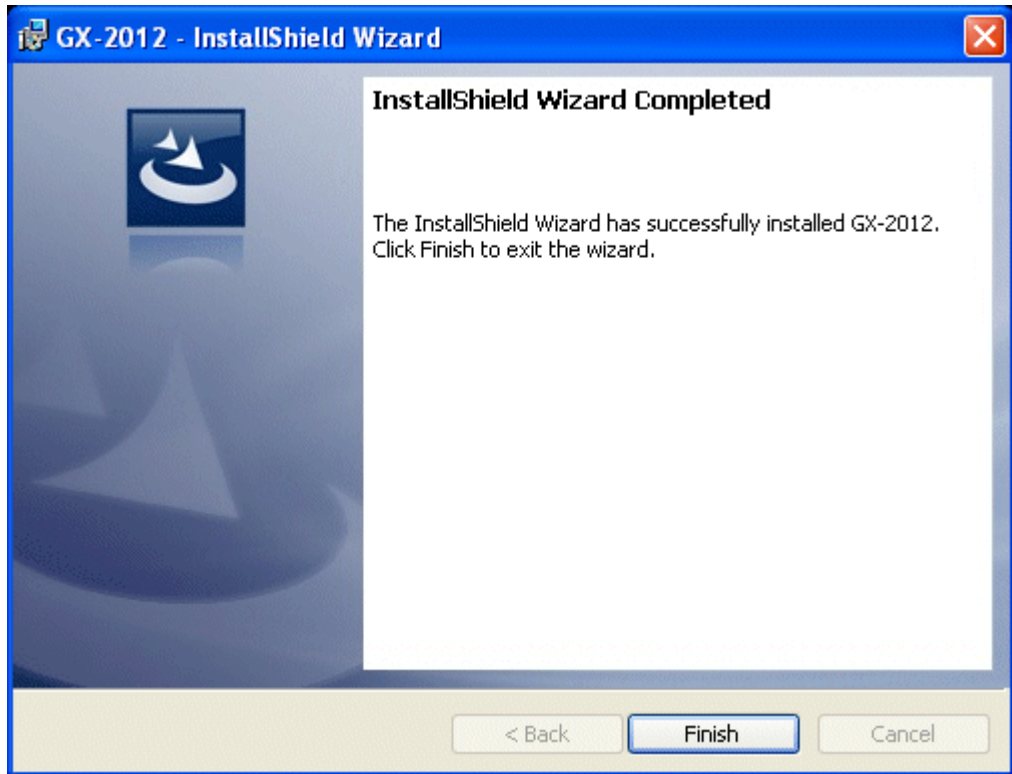 GX-2012 - InstallShield Wizard
InstallShield Wizard Completed
The InstallShield Wizard has successfully installed GX-2012.
Click Finish to exit the wizard.
< Back
Finish
Cancel